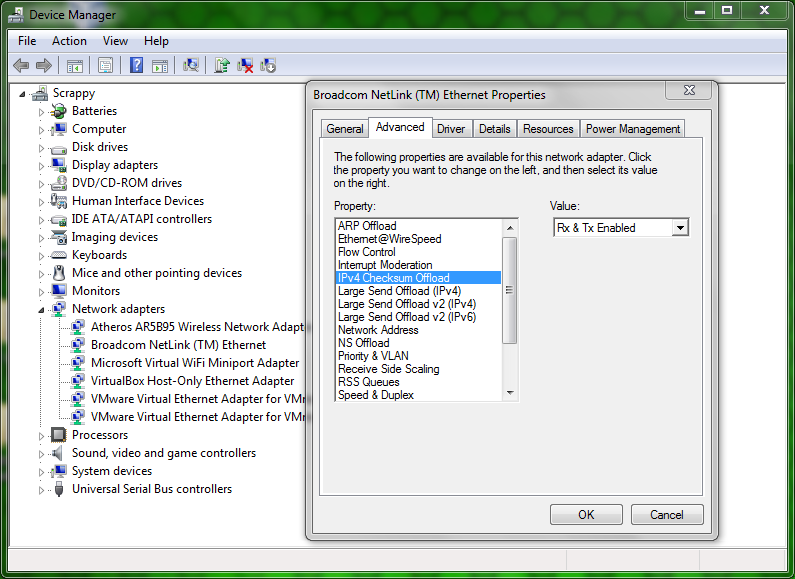 Device Manager
File Action View Help
Scrappy
Batteries
Computer
Disk drives
Display adapters
DVD/CD-ROM drives
Human Interface Devices
IDE ATA/ATAPI controllers
Imaging devices
Keyboards
Mice and other pointing devices
Monitors
Network adapters
Atheros AR5B95 Wireless Network Adapt
Broadcom NetLink (TM) Ethernet
Microsoft Virtual WiFi Miniport Adapter
VirtualBox Host-Only Ethernet Adapter
VMware Virtual Ethernet Adapter for VM
VMware Virtual Ethernet Adapter for VM
Processors
Sound, video and game controllers
System devices
Universal Serial Bus controllers
Broadcom NetLink (TM) Ethernet Properties
General Advanced Driver Details Resources Power Management
The following properties are available for this network adapter. Click
the property you want to change on the left, and then select its value
on the right.
Property:
Value:
ARP Offload
Ethernet@WireSpeed
Flow Control
Interrupt Moderation
IPv4 Checksum Offload
Large Send Offload (IPv4)
Large Send Offload v2 (IPv4)
Large Send Offload v2 (IPv6)
Network Address
NS Offload
Priority & VLAN
Receive Side Scaling
RSS Queues
Speed & Duplex
Rx & Tx Enabled
OK Cancel